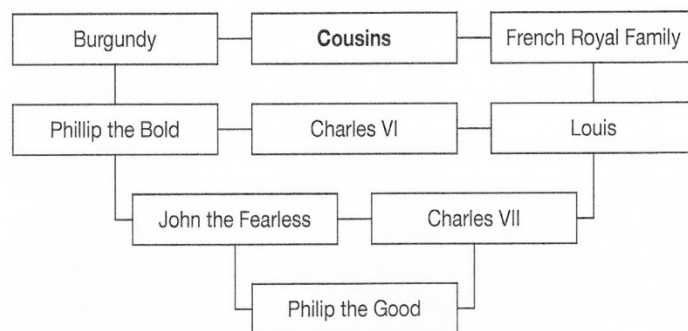 Burgundy
Cousins
French Royal Family
Phillip the Bold
Charles VI
Louis
John the Fearless
Charles VII
Philip the Good